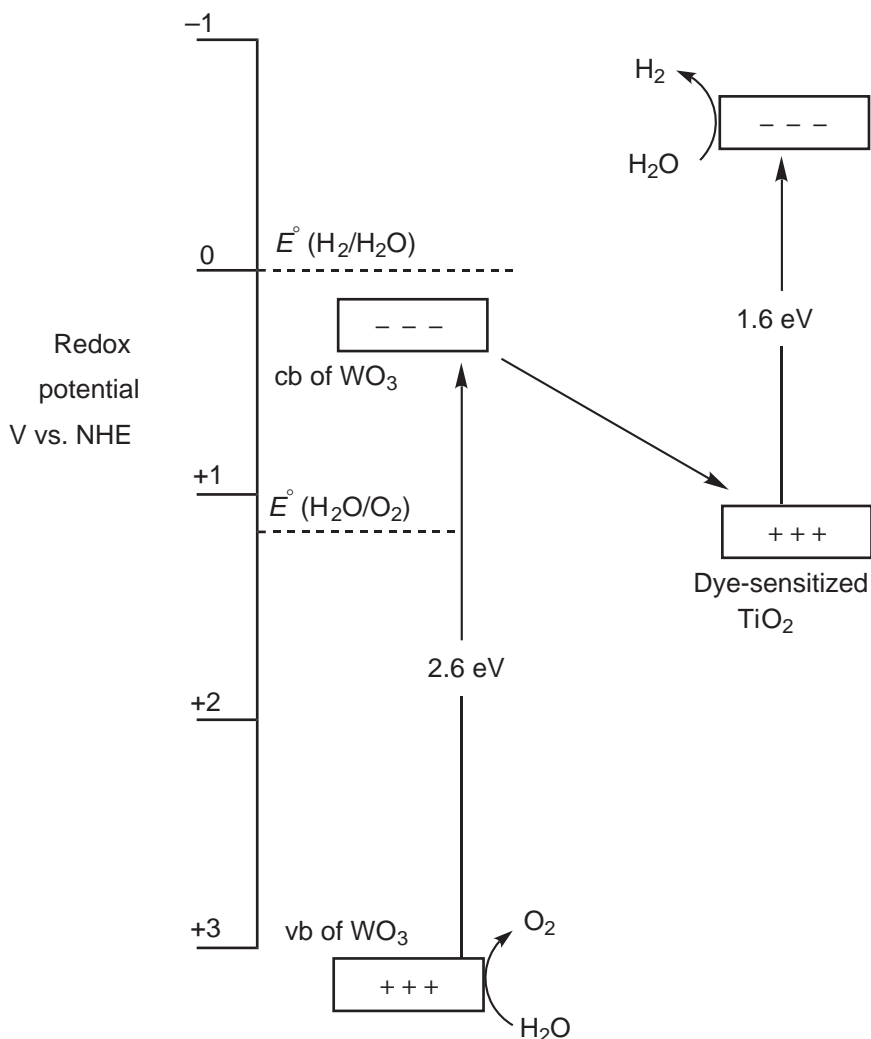 –1
H₂
– – –
H₂O
E° (H₂/H₂O)
0
– – –
1.6 eV
Redox
potential
V vs. NHE
cb of WO₃
+1
E° (H₂O/O₂)
+ + +
Dye-sensitized
TiO₂
2.6 eV
+2
+3
vb of WO₃
O₂
+ + +
H₂O